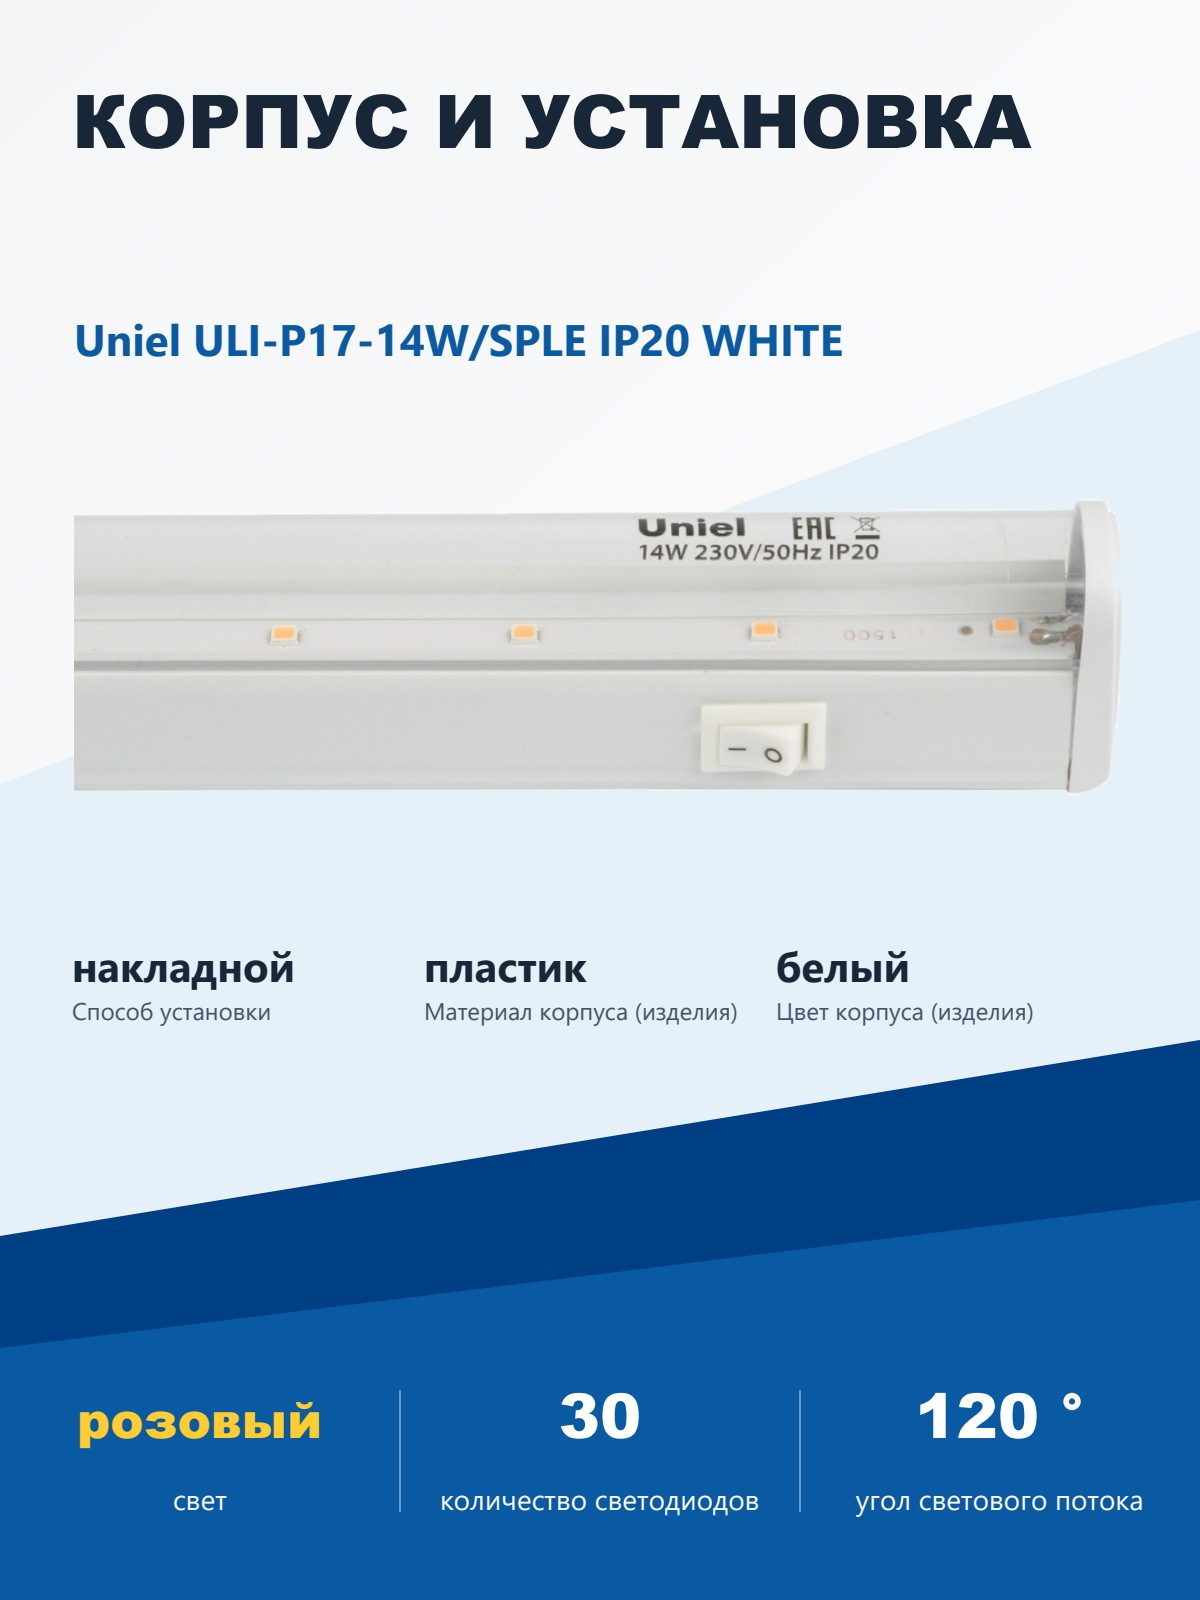 КОРПУС И УСТАНОВКА
Uniel ULI-P17-14W/SPLE IP20 WHITE
Uniel EAC
14W 230V/50Hz IP20
1500
I O
накладной
Способ установки
пластик
Материал корпуса (изделия)
белый
Цвет корпуса (изделия)
розовый
свет
30
количество светодиодов
120 °
угол светового потока